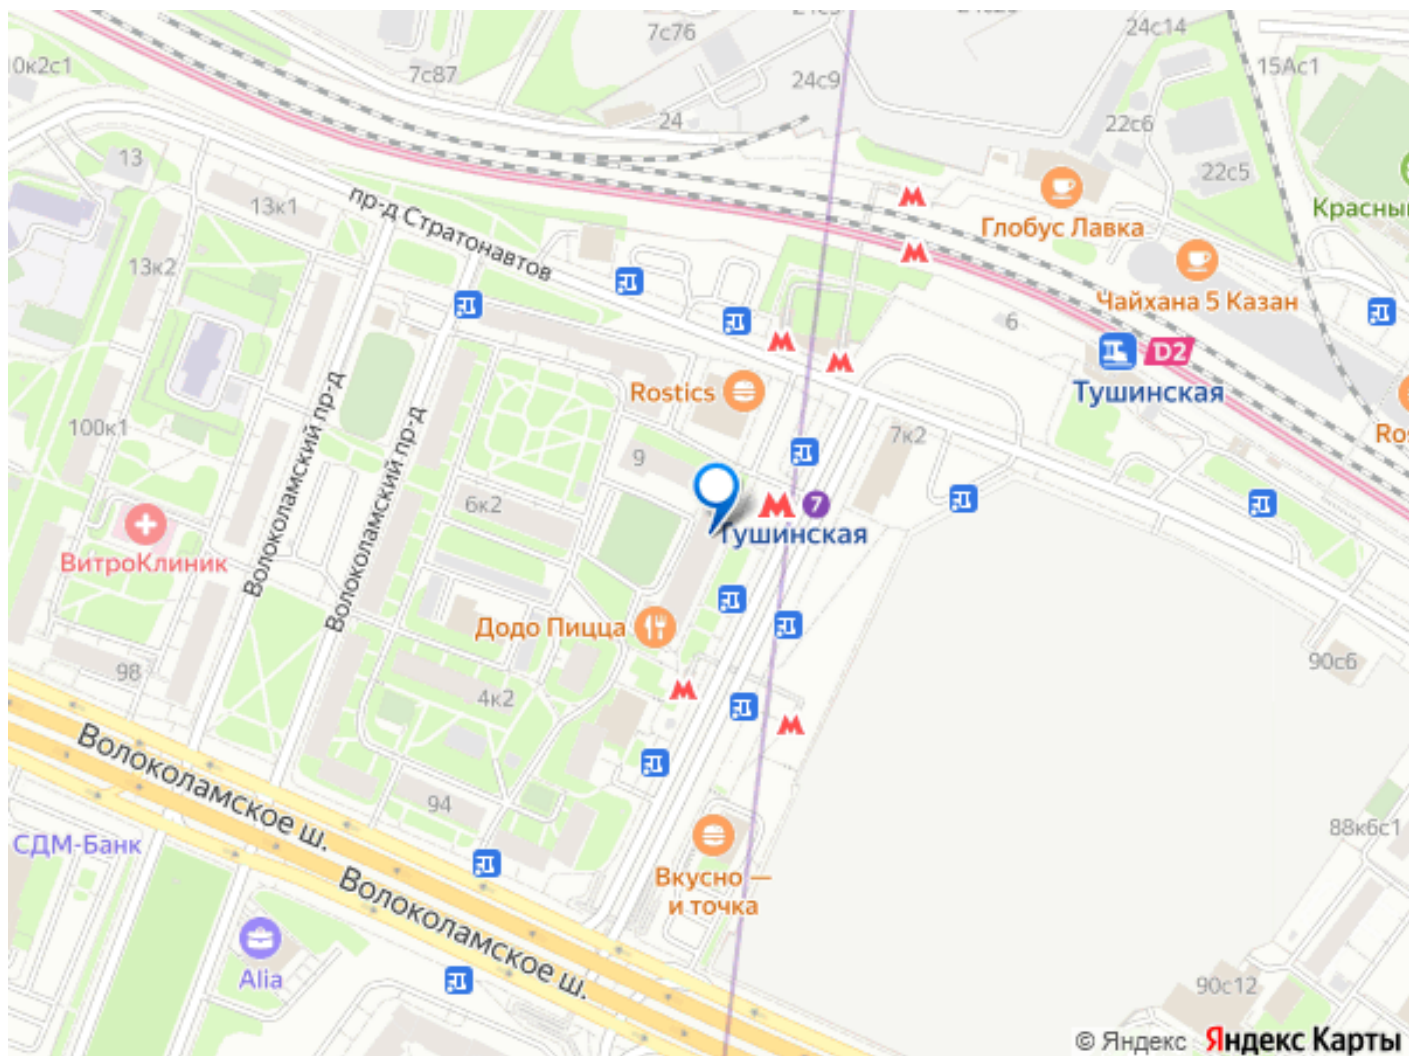 7с76
24с14
10к2с1
7с87
24с9
15Ас1
24
22с6
13
22с5
13к1
пр-д Стратонавтов
Красны
Глобус Лавка
13к2
Чайхана 5 Казан
6
D2
Тушинская
Rostics
100к1
7к2
Ros
9
Волоколамский пр-д
Волоколамский пр-д
6к2
7
Тушинская
ВитроКлиник
Додо Пицца
98
90с6
4к2
Волоколамское ш.
94
88к6с1
СДМ-Банк
Вкусно —
и точка
Волоколамское ш.
Alia
90с12
© Яндекс Яндекс Карты